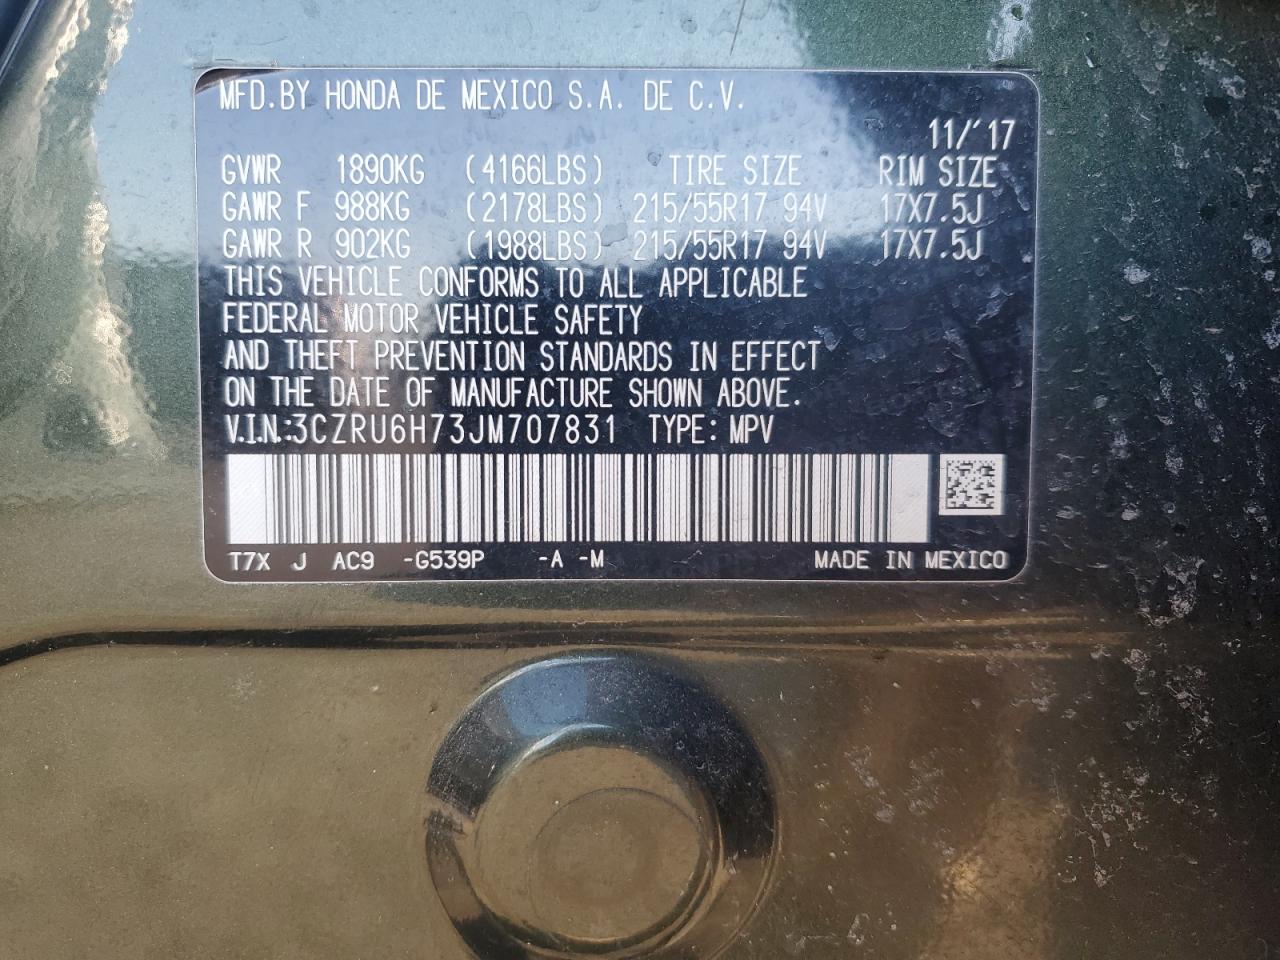 MFD. BY HONDA DE MEXICO S.A. DE C.V.
11/'17
GVWR 1890KG (4166LBS) TIRE SIZE RIM SIZE
GAWR F 988KG (2178LBS) 215/55R17 94V 17X7.5J
GAWR R 902KG (1988LBS) 215/55R17 94V 17X7.5J
THIS VEHICLE CONFORMS TO ALL APPLICABLE
FEDERAL MOTOR VEHICLE SAFETY
AND THEFT PREVENTION STANDARDS IN EFFECT
ON THE DATE OF MANUFACTURE SHOWN ABOVE.
V.I.N.:3CZRU6H73JM707831 TYPE: MPV
T7X J AC9 -G539P -A -M MADE IN MEXICO